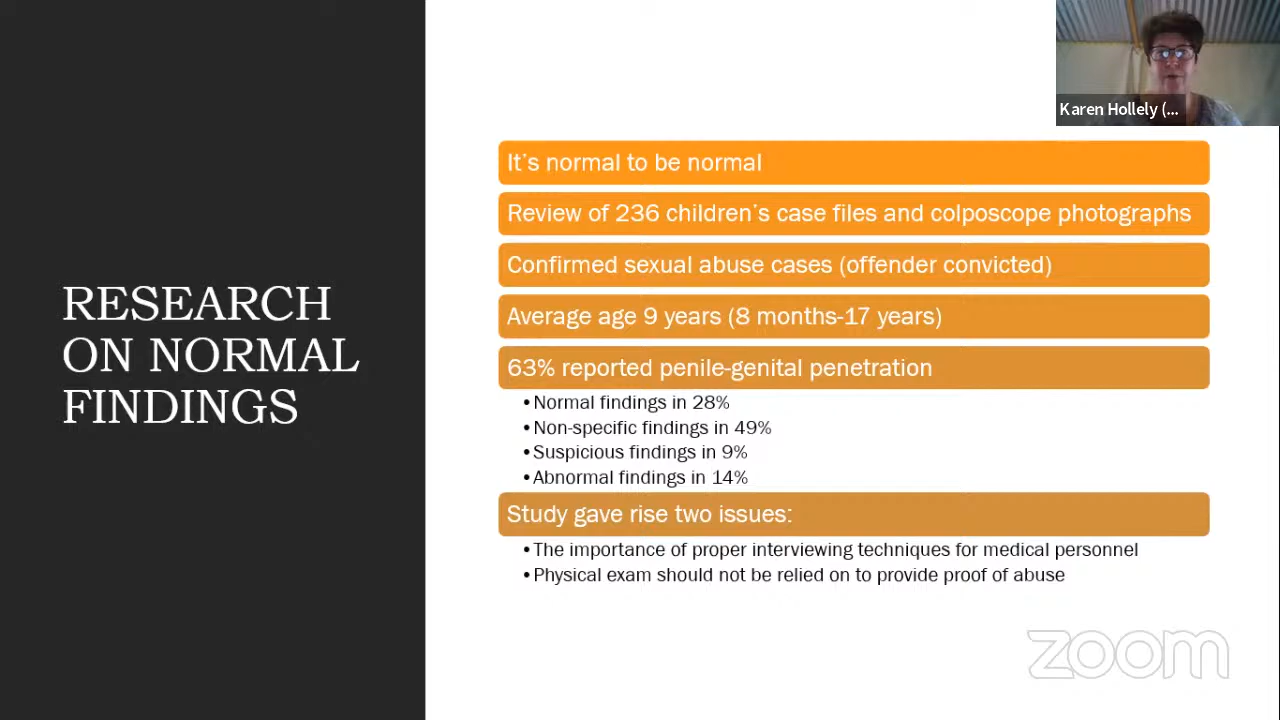 Karen Hollely (...
RESEARCH
ON NORMAL
FINDINGS
It's normal to be normal
Review of 236 children's case files and colposcope photographs
Confirmed sexual abuse cases (offender convicted)
Average age 9 years (8 months-17 years)
63% reported penile-genital penetration
•Normal findings in 28%
•Non-specific findings in 49%
•Suspicious findings in 9%
•Abnormal findings in 14%
Study gave rise two issues:
•The importance of proper interviewing techniques for medical personnel
•Physical exam should not be relied on to provide proof of abuse
zoom